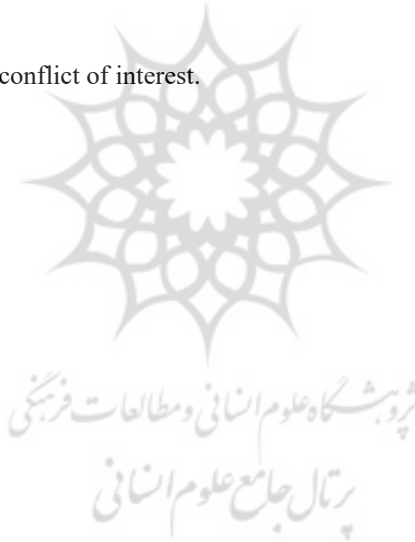 conflict of interest.
پژوهشگاه علوم انسانی و مطالعات فرهنگی
پرتال جامع علوم انسانی